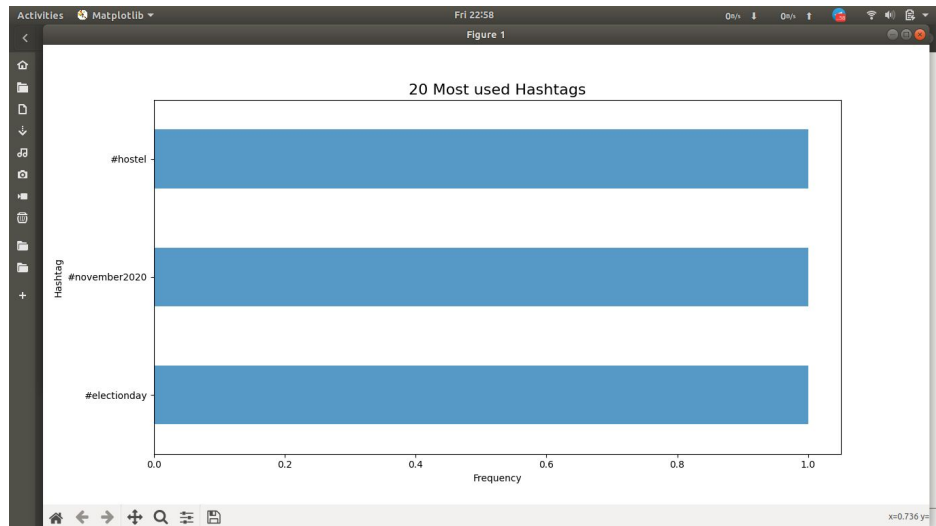 Activities Matplotlib ▾ Fri 22:58
Figure 1
20 Most used Hashtags
#hostel
#november2020
#electionday
Hashtag
0.0 0.2 0.4 0.6 0.8 1.0
Frequency
x=0.736 y=